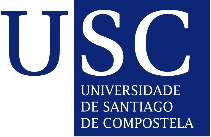 USC
UNIVERSIDADE
DE SANTIAGO
DE COMPOSTELA